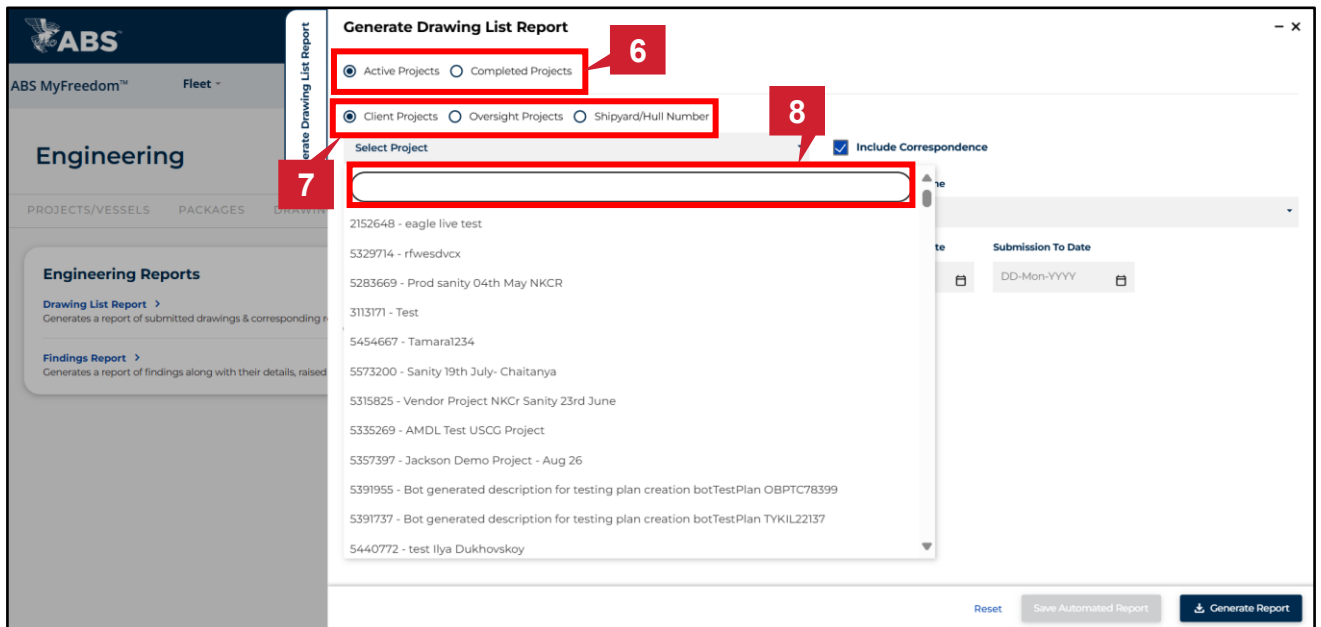 ABS
ABS MyFreedom™
Fleet
Engineering
PROJECTS/VESSELS
PACKAGES
Engineering Reports
Drawing List Report >
Generates a report of submitted drawings & corresponding
Findings Report >
Generates a report of findings along with their details, raised
Generate Drawing List Report
Generate Drawing List Report
6
Active Projects
Completed Projects
7
Client Projects
Oversight Projects
Shipyard/Hull Number
8
Select Project
Include Correspondence
2152648 - eagle live test
5329714 - rfwesdvcx
5283669 - Prod sanity 04th May NKCR
3113171 - Test
5454667 - Tamara1234
5573200 - Sanity 19th July- Chaitanya
5315825 - Vendor Project NKCr Sanity 23rd June
5335269 - AMDL Test USCG Project
5357397 - Jackson Demo Project - Aug 26
5391955 - Bot generated description for testing plan creation botTestPlan OBPTC78399
5391737 - Bot generated description for testing plan creation botTestPlan TYKIL22137
5440772 - test Ilya Dukhovskoy
Submission To Date
DD-Mon-YYYY
Reset
Save Automated Report
Generate Report